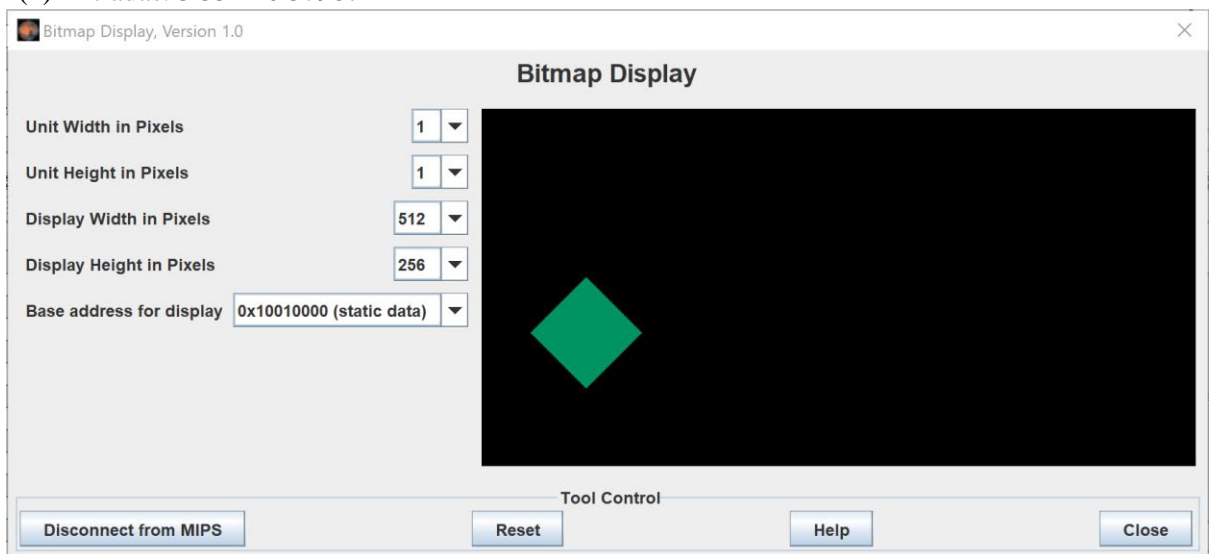 Bitmap Display, Version 1.0
Bitmap Display
Unit Width in Pixels 1
Unit Height in Pixels 1
Display Width in Pixels 512
Display Height in Pixels 256
Base address for display 0x10010000 (static data)
Tool Control
Disconnect from MIPS Reset Help Close